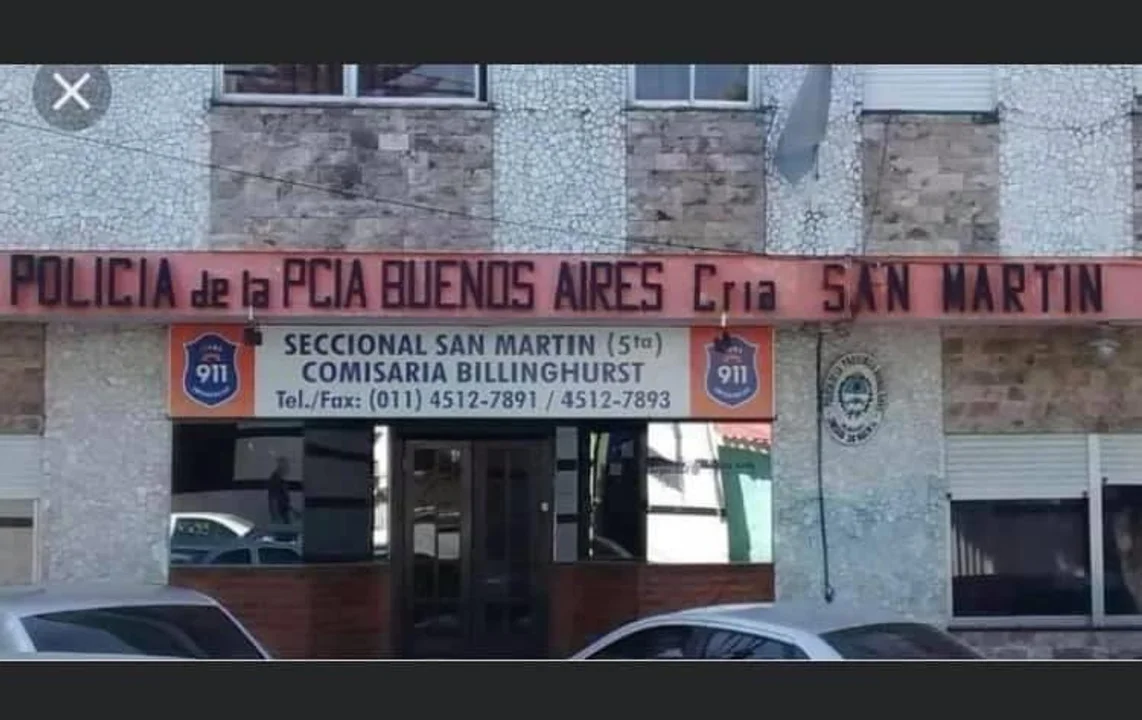 POLICIA de la PCIA BUENOS AIRES Cria SAN MARTIN
SECCIONAL SAN MARTIN (5ta)
COMISARIA BILLINGHURST
Tel./Fax: (011) 4512-7891 / 4512-7893
911
911